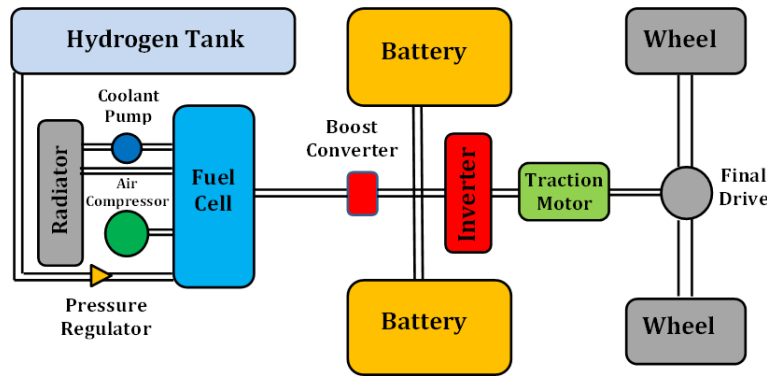 Hydrogen Tank
Battery
Wheel
Coolant
Pump
Boost
Converter
Radiator
Fuel
Cell
Inverter
Traction
Motor
Final
Drive
Air
Compressor
Pressure
Regulator
Battery
Wheel